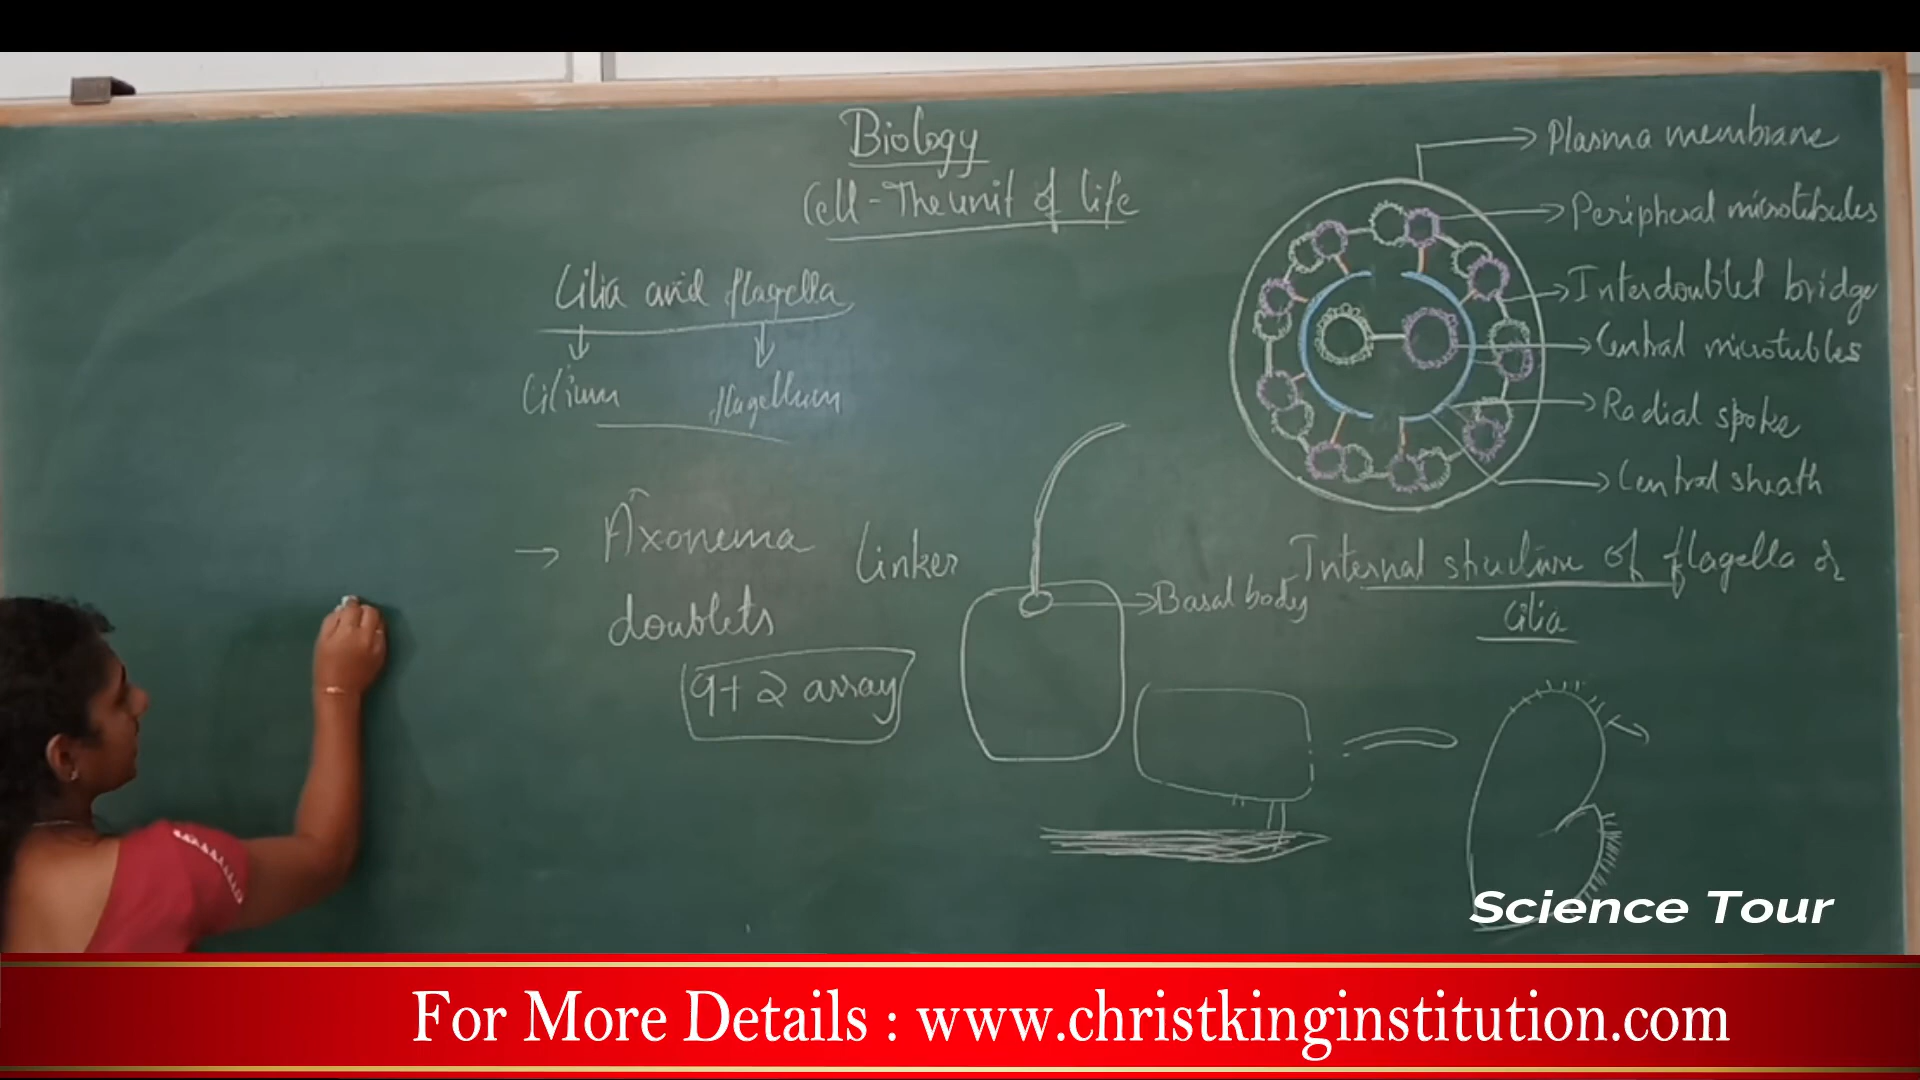 Biology
Cell - The unit of life
Cilia and flagella
Cilium
flagellum
→ Axonema
linker
doublets
9+2 array
Plasma membrane
Peripheral microtubules
Interdoublet bridge
Central microtubles
Radial spoke
Central sheath
Internal structure of flagella or
Cilia
Basal body
Science Tour
For More Details : www.christkinginstitution.com